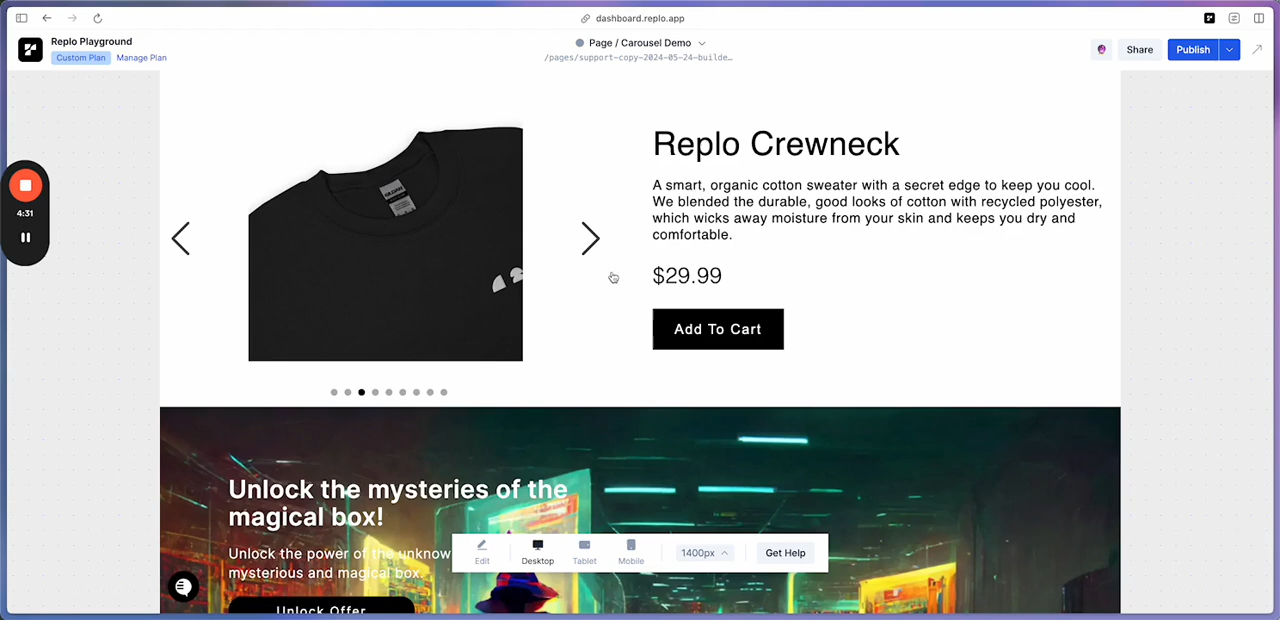 dashboard.replo.app
Replo Playground
Custom Plan
Manage Plan
Page / Carousel Demo
/pages/support-copy-2024-05-24-builde…
Share
Publish
4:31
Replo Crewneck
A smart, organic cotton sweater with a secret edge to keep you cool.
We blended the durable, good looks of cotton with recycled polyester,
which wicks away moisture from your skin and keeps you dry and
comfortable.
$29.99
Add To Cart
GILDAN
Unlock the mysteries of the
magical box!
Unlock the power of the unknow
mysterious and magical box.
Unlock Offer
Edit
Desktop
Tablet
Mobile
1400px
Get Help